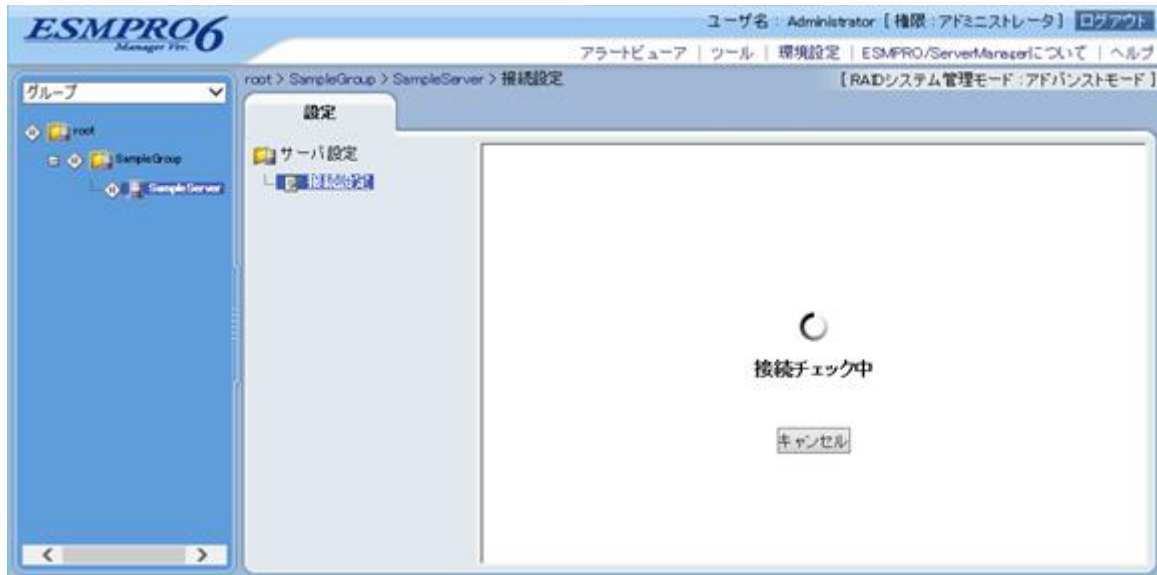 ESMPRO6
Manager Ver.
ユーザ名 : Administrator [ 権限 : アドミニストレータ ] ログアウト
アラートビューア | ツール | 環境設定 | ESMPRO/ServerManagerについて | ヘルプ
root > SampleGroup > SampleServer > 接続設定
[ RAIDシステム管理モード : アドバンストモード ]
グループ
root
SampleGroup
SampleServer
設定
サーバ設定
接続設定
接続チェック中
キャンセル